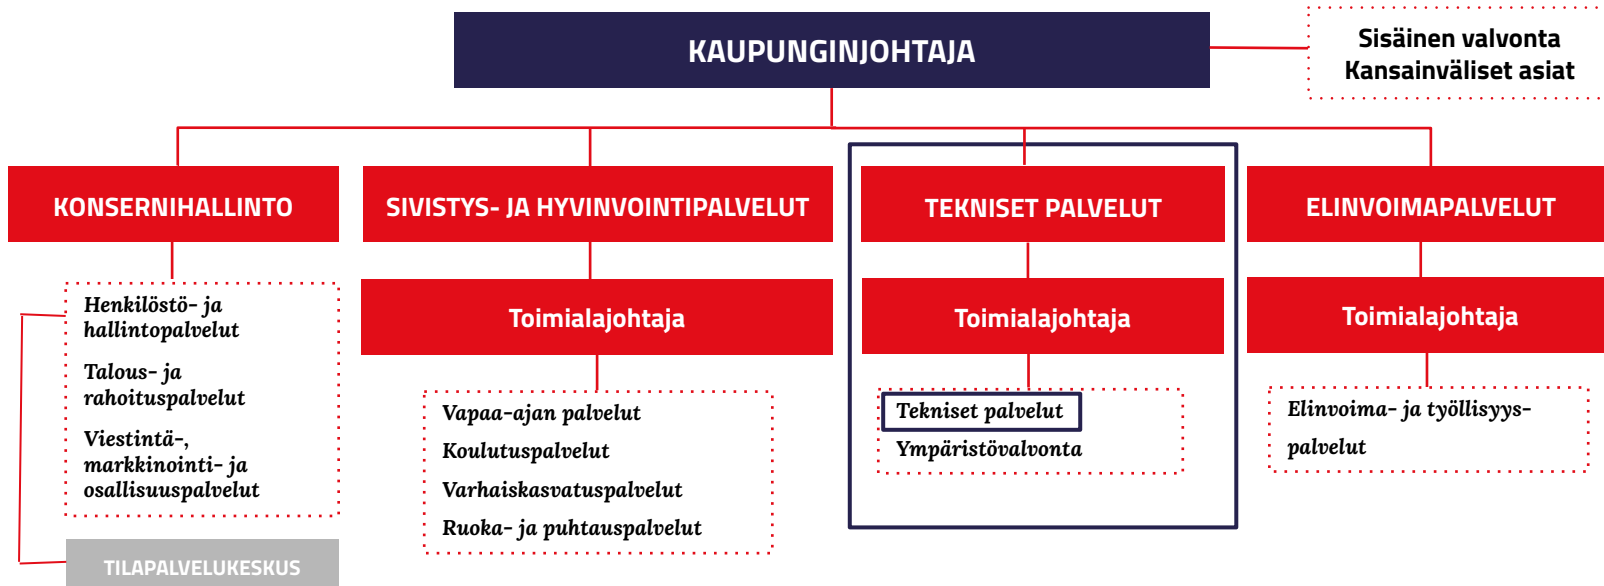 KAUPUNGINJOHTAJA
Sisäinen valvonta
Kansainväliset asiat
KONSERNIHALLINTO
SIVISTYS- JA HYVINVOINTIPALVELUT
TEKNISET PALVELUT
ELINVOIMAPALVELUT
Henkilöstö- ja
hallintopalvelut
Talous- ja
rahoituspalvelut
Viestintä-,
markkinointi- ja
osallisuuspalvelut
TILAPALVELUKESKUS
Toimialajohtaja
Vapaa-ajan palvelut
Koulutuspalvelut
Varhaiskasvatuspalvelut
Ruoka- ja puhtauspalvelut
Toimialajohtaja
Tekniset palvelut
Ympäristövalvonta
Toimialajohtaja
Elinvoima- ja työllisyys-
palvelut